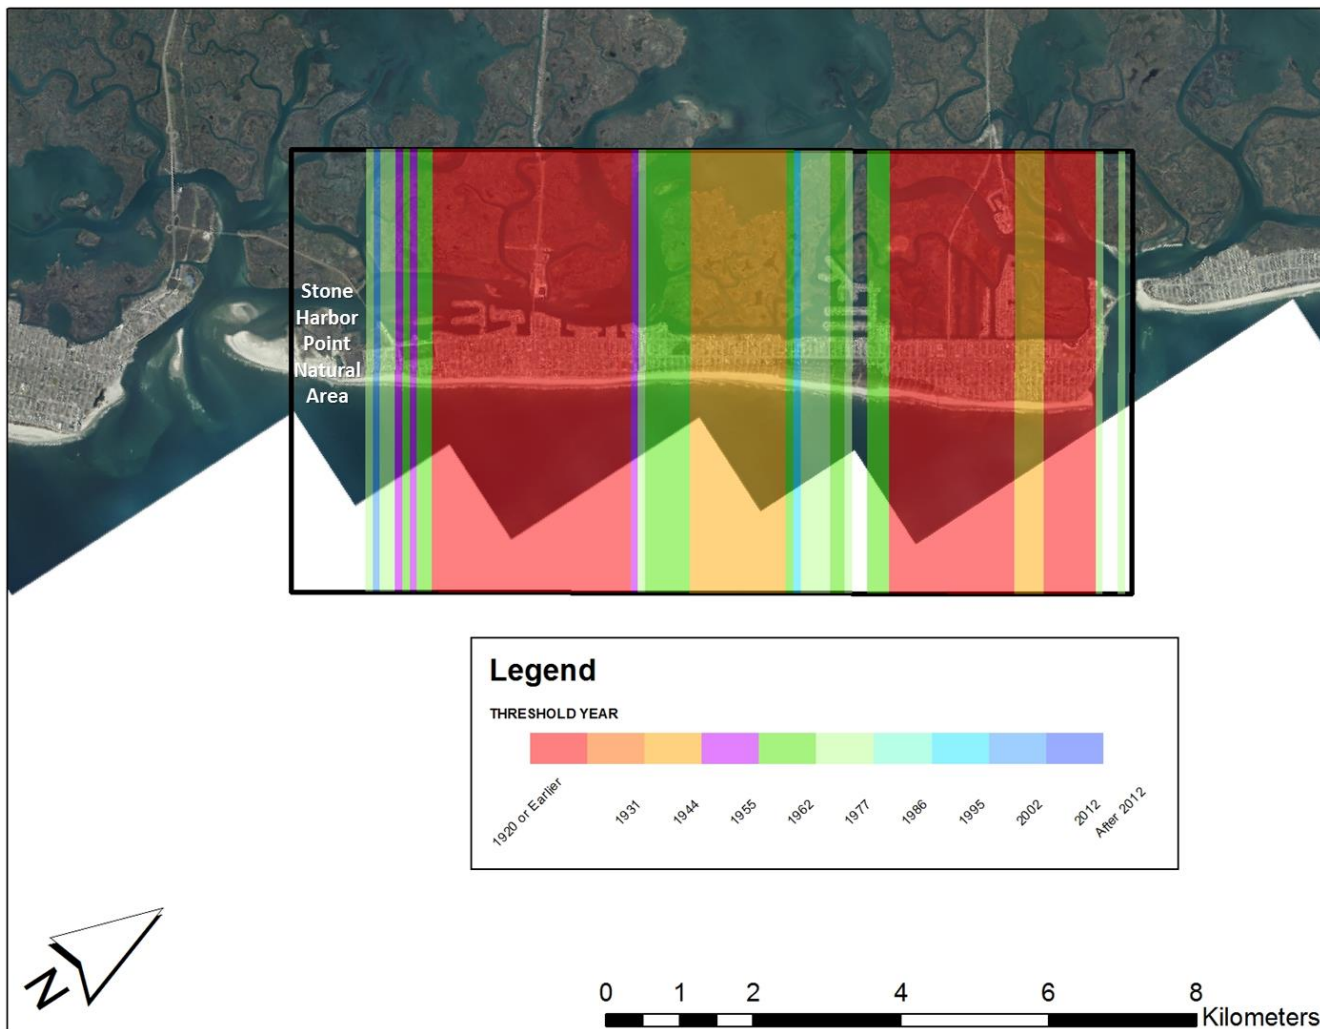 Stone
Harbor
Point
Natural
Area
Legend
THRESHOLD YEAR
1920 or Earlier
1931
1944
1955
1962
1977
1986
1995
2002
2012
After 2012
N
0 1 2 4 6 8
Kilometers